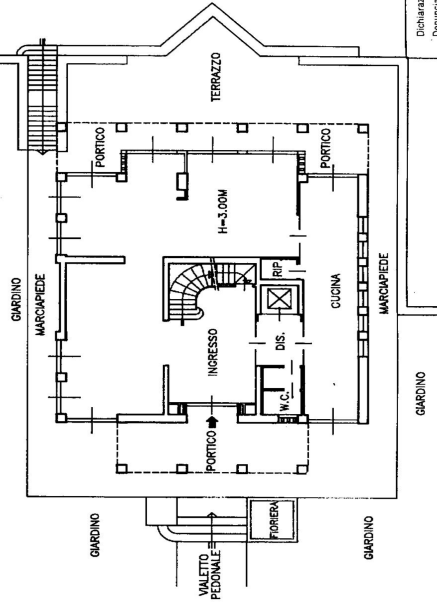 Dichiaraz
Denuncia
TERRAZZO
PORTICO
PORTICO
H=3.00M
GIARDINO
MARCIAPIEDE
RIP
CUCINA
MARCIAPIEDE
INGRESSO
DIS.
W.C.
GIARDINO
PORTICO
GIARDINO
FIORIERA
GIARDINO
VIALETTO
PEDONALE